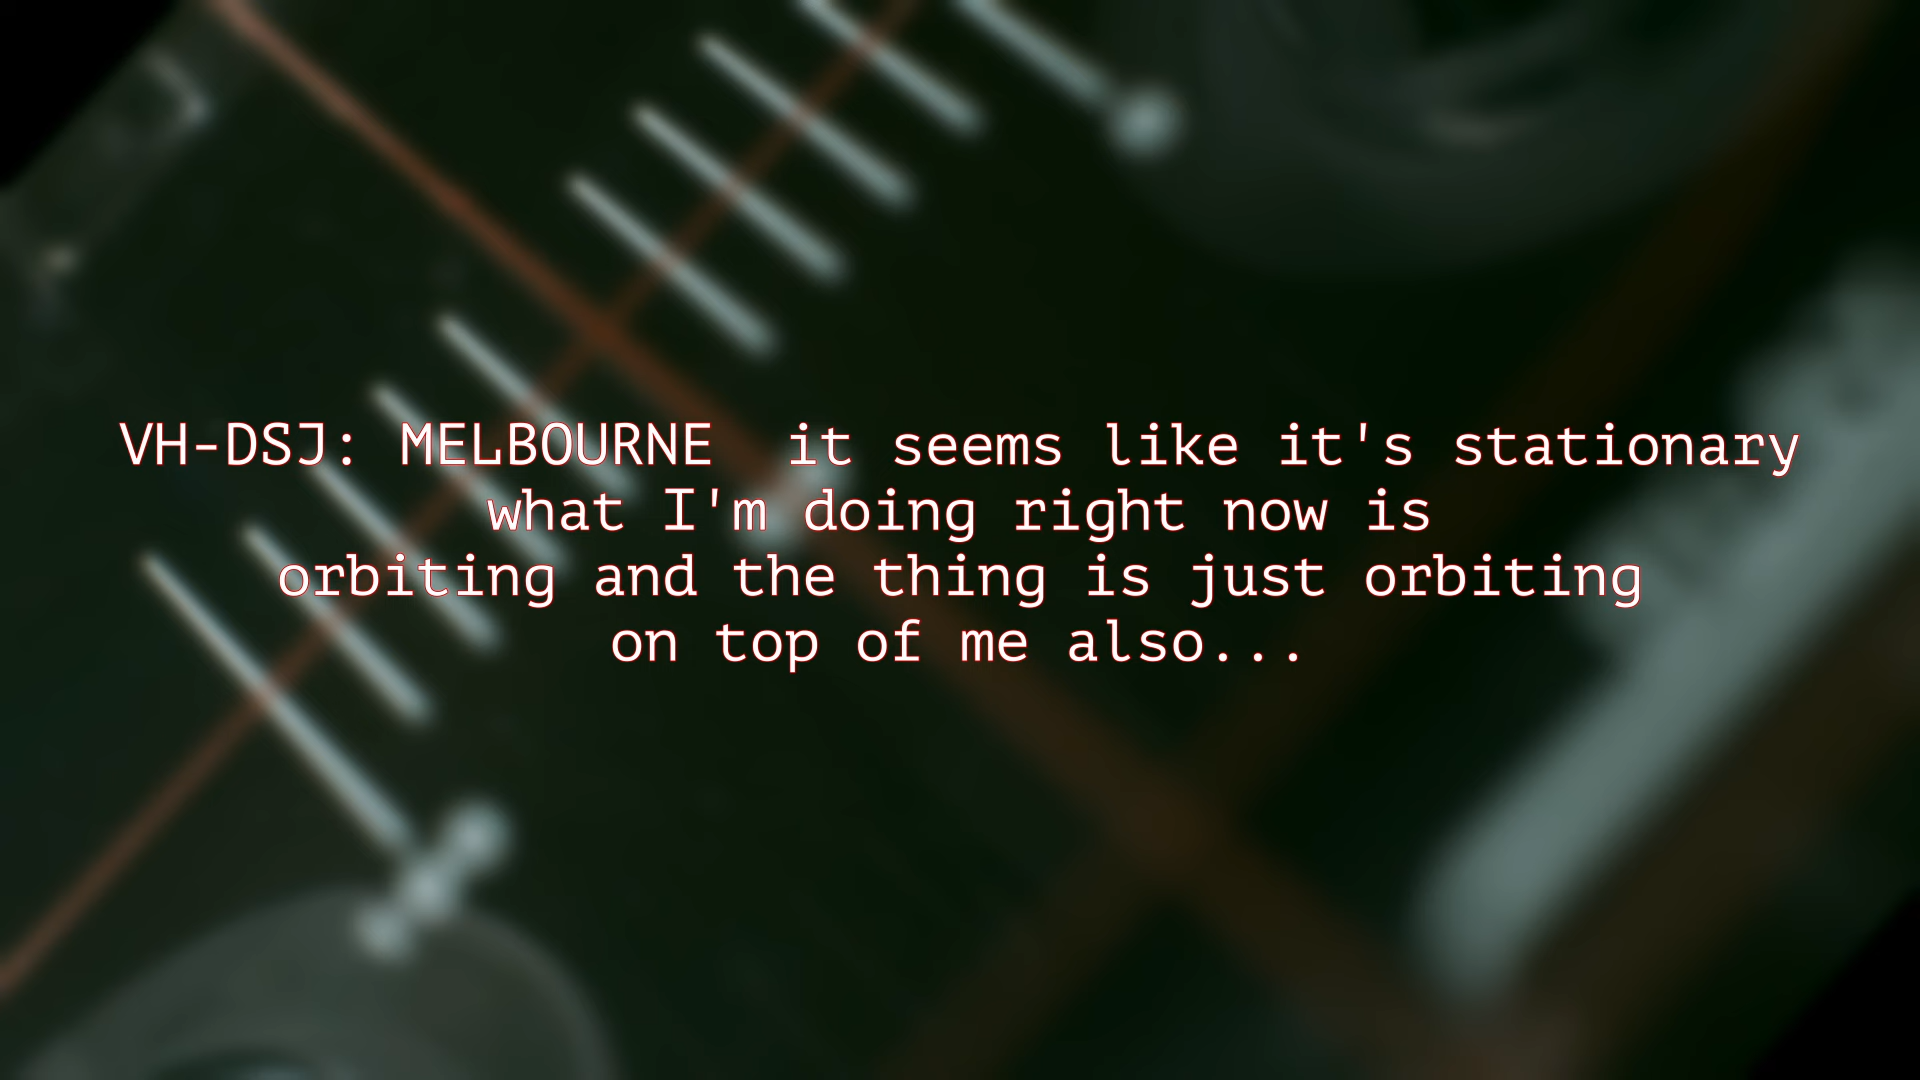 VH-DSJ: MELBOURNE  it seems like it's stationary
what I'm doing right now is
orbiting and the thing is just orbiting
on top of me also...